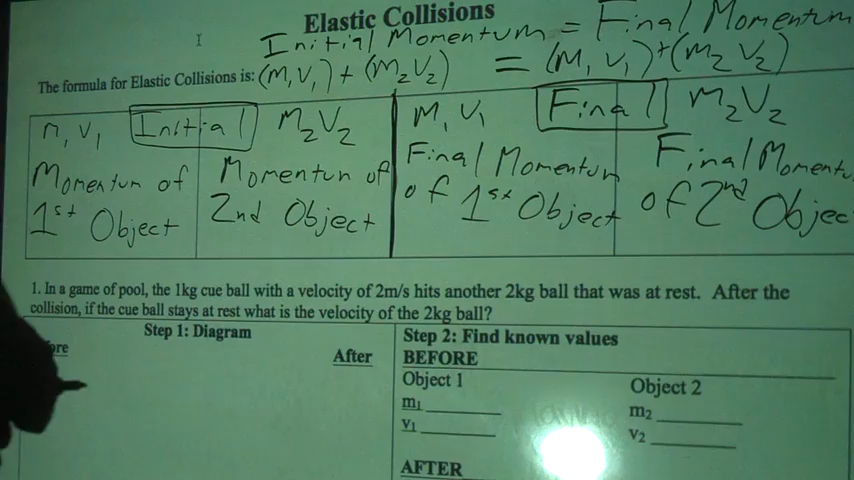 Elastic Collisions
Initial Momentum = Final Momentum
The formula for Elastic Collisions is: (M₁V₁) + (M₂V₂) = (M₁V₁) + (M₂V₂)
M₁V₁ Initial M₂V₂ M₁V₁ Final M₂V₂
Momentum of Momentum of Final Momentum Final
1st Object 2nd Object of 1st Object of 2nd
1. In a game of pool, the 1kg cue ball with a velocity of 2m/s hits another 2kg ball that was at rest. After the
collision, if the cue ball stays at rest what is the velocity of the 2kg ball?
Step 1: Diagram
After
Step 2: Find known values
BEFORE
Object 1 Object 2
m₁ ________ m₂ ________
v₁ ________ v₂ ________
AFTER